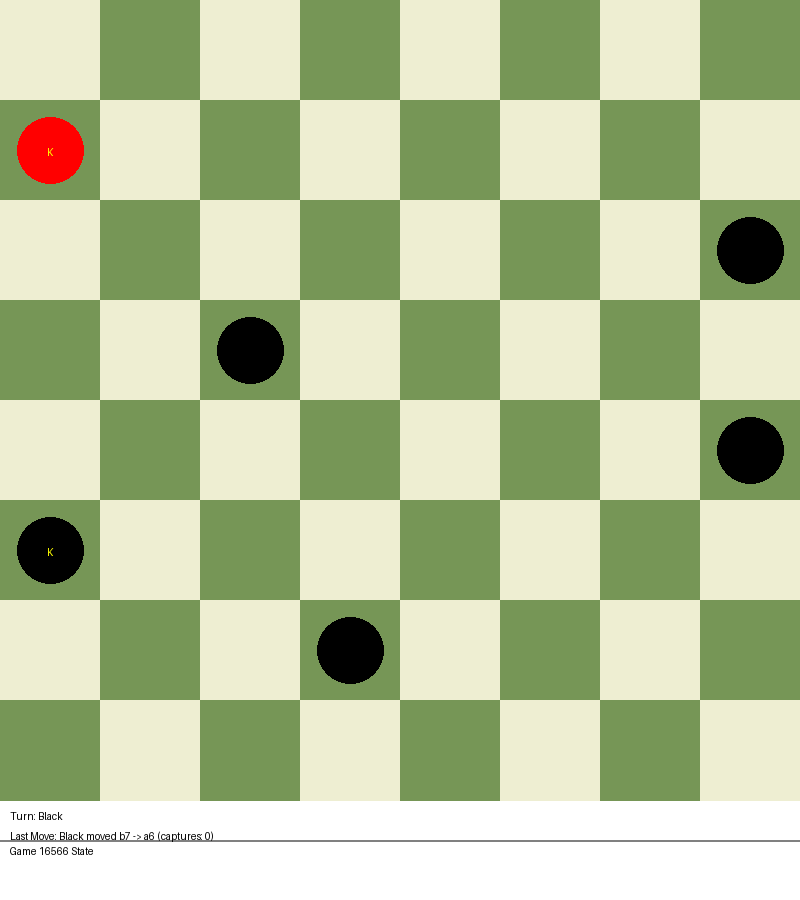 K
K
Turn: Black
Last Move: Black moved b7 -> a6 (captures: 0)
Game 16566 State